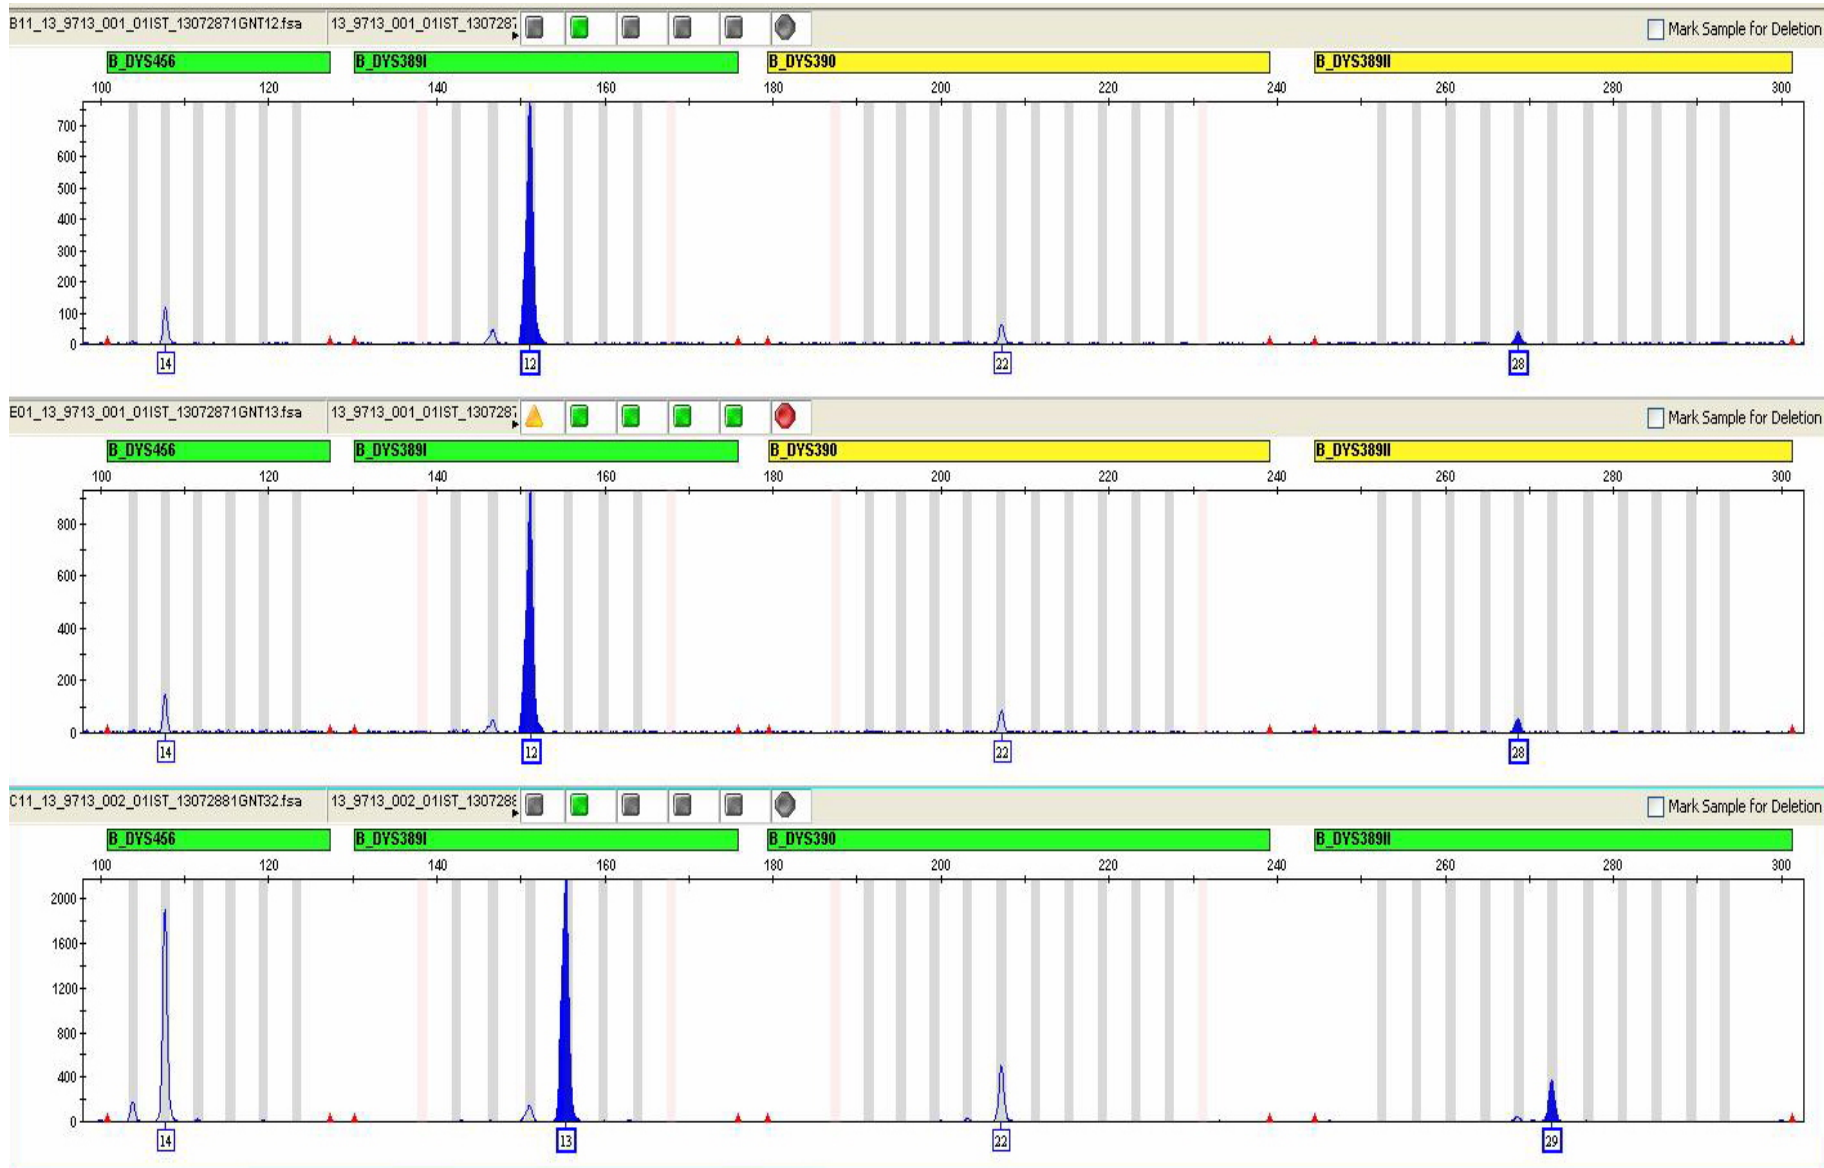 B11_13_9713_001_01IST_13072871GNT12.fsa 13_9713_001_01IST_130728 Mark Sample for Deletion
B_DYS456 B_DYS389I B_DYS390 B_DYS389II
100 120 140 160 180 200 220 240 260 280 300
700
600
500
400
300
200
100
0
14 12 22 28
E01_13_9713_001_01IST_13072871GNT13.fsa 13_9713_001_01IST_130728 Mark Sample for Deletion
B_DYS456 B_DYS389I B_DYS390 B_DYS389II
100 120 140 160 180 200 220 240 260 280 300
800
600
400
200
0
14 12 22 28
C11_13_9713_002_01IST_13072881GNT32.fsa 13_9713_002_01IST_130728 Mark Sample for Deletion
B_DYS456 B_DYS389I B_DYS390 B_DYS389II
100 120 140 160 180 200 220 240 260 280 300
2000
1600
1200
800
400
0
14 13 22 29